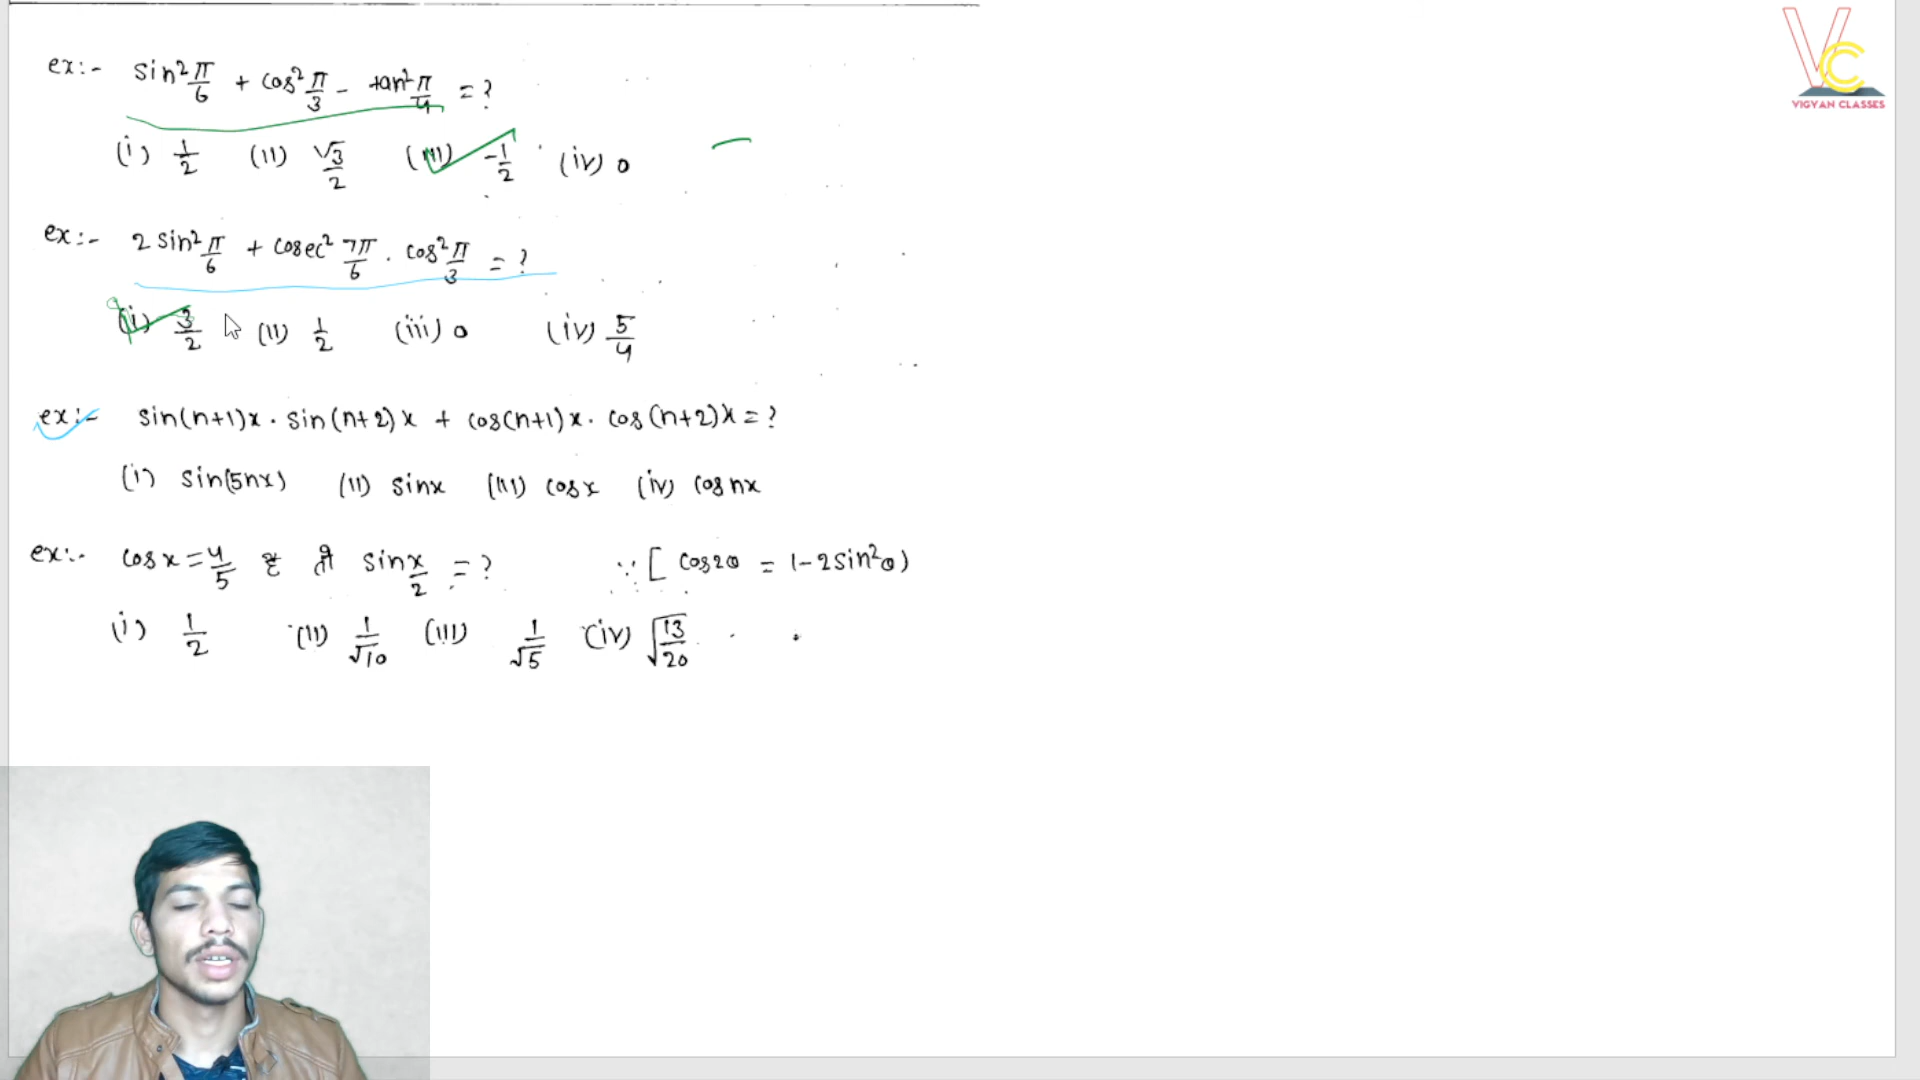 ex:- sin²π/6 + cos²π/3 - tan²π/4 = ?
(i) 1/2 (II) √3/2 (III) -1/2 (iv) 0
ex:- 2 sin²π/6 + cosec² 7π/6 . cos²π/3 = ?
(i) 3/2 (II) 1/2 (iii) 0 (iv) 5/4
ex:- sin(n+1)x . sin(n+2)x + cos(n+1)x . cos(n+2)x = ?
(i) sin(5nx) (II) sinx (III) cosx (iv) cosnx
ex:- cosx = 4/5 है तो sin x/2 = ? ∵ [ cos2θ = 1-2sin²θ)
(i) 1/2 (II) 1/√10 (III) 1/√5 (iv) √13/20
VC
VIGYAN CLASSES